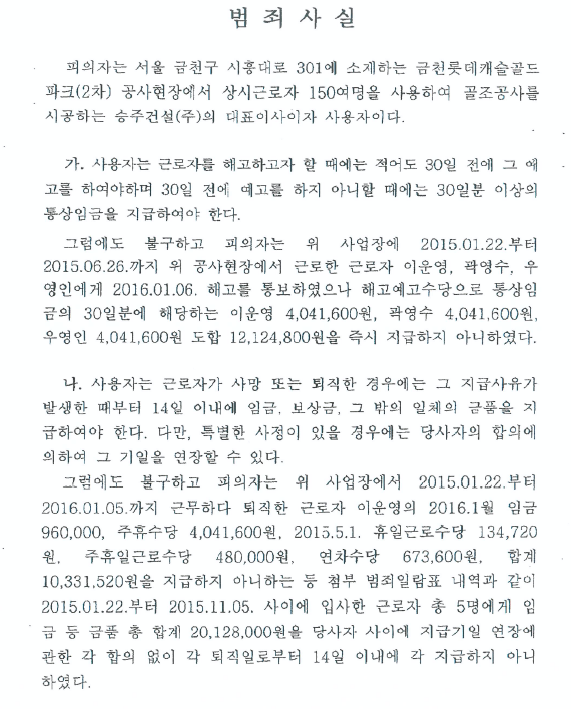 범 죄 사 실
피의자는 서울 금천구 시흥대로 301에 소재하는 금천롯데캐슬골드
파크(2차) 공사현장에서 상시근로자 150여명을 사용하여 골조공사를
시공하는 승주건설(주)의 대표이사이자 사용자이다.
가. 사용자는 근로자를 해고하고자 할 때에는 적어도 30일 전에 그 예
고를 하여야하며 30일 전에 예고를 하지 아니할 때에는 30일분 이상의
통상임금을 지급하여야 한다.
그럼에도 불구하고 피의자는 위 사업장에 2015.01.22.부터
2015.06.26.까지 위 공사현장에서 근로한 근로자 이운영, 곽영수, 우
영인에게 2016.01.06. 해고를 통보하였으나 해고예고수당으로 통상임
금의 30일분에 해당하는 이운영 4,041,600원, 곽영수 4,041,600원,
우영인 4,041,600원 도합 12,124,800원을 즉시 지급하지 아니하였다.
나. 사용자는 근로자가 사망 또는 퇴직한 경우에는 그 지급사유가
발생한 때부터 14일 이내에 임금, 보상금, 그 밖의 일체의 금품을 지
급하여야 한다. 다만, 특별한 사정이 있을 경우에는 당사자의 합의에
의하여 그 기일을 연장할 수 있다.
그럼에도 불구하고 피의자는 위 사업장에서 2015.01.22.부터
2016.01.05.까지 근무하다 퇴직한 근로자 이운영의 2016.1월 임금
960,000, 주휴수당 4,041,600원, 2015.5.1. 휴일근로수당 134,720
원, 주휴일근로수당 480,000원, 연차수당 673,600원, 합계
10,331,520원을 지급하지 아니하는 등 첨부 범죄일람표 내역과 같이
2015.01.22.부터 2015.11.05. 사이에 입사한 근로자 총 5명에게 임
금 등 금품 총 합계 20,128,000원을 당사자 사이에 지급기일 연장에
관한 각 합의 없이 각 퇴직일로부터 14일 이내에 각 지급하지 아니
하였다.